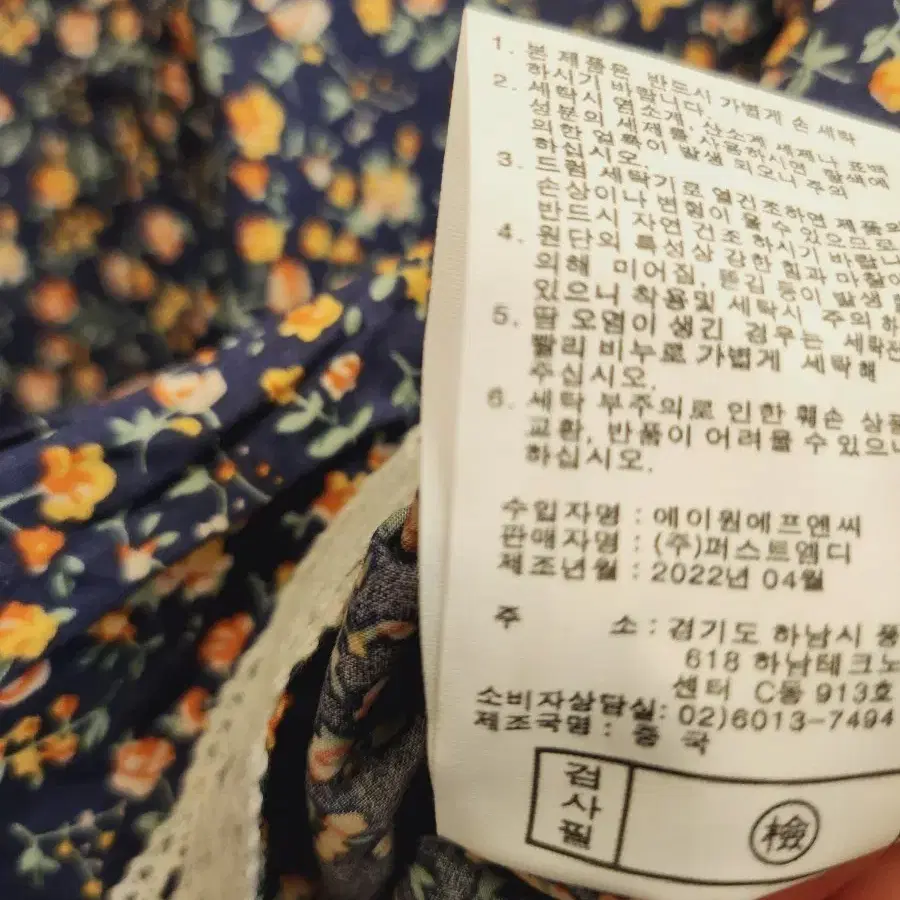 1. 본 제품은 반드시 가볍게 손 세탁
하시기 바랍니다.
2. 세탁시 염소계, 산소계 세제나 표백
성분의 세제를 사용하시면 탈색에
의한 얼룩이 발생 되오니 주의
하십시오.
3. 드럼 세탁기로 열건조하면 제품의
손상이나 변형이 올 수 있으므로
반드시 자연 건조 하시기 바랍니
4. 원단의 특성상 강한 힘과 마찰에
의해 미어짐, 뜯김 등이 발생 할
있으니 착용및 세탁시 주의 하
5. 땀 오염이 생긴 경우는 세탁전
빨리 비누로 가볍게 세탁해
주십시오.
6. 세탁 부주의로 인한 훼손 상품
교환, 반품이 어려울 수 있으니
하십시오.
수입자명 : 에이원에프앤씨
판매자명 : (주)퍼스트엠디
제조년월 : 2022년 04월
주 소 : 경기도 하남시 풍
618 하남테크노
센터 C동 913호
소비자상담실: 02)6013-7494
제조국명 : 중 국
검사필 檢